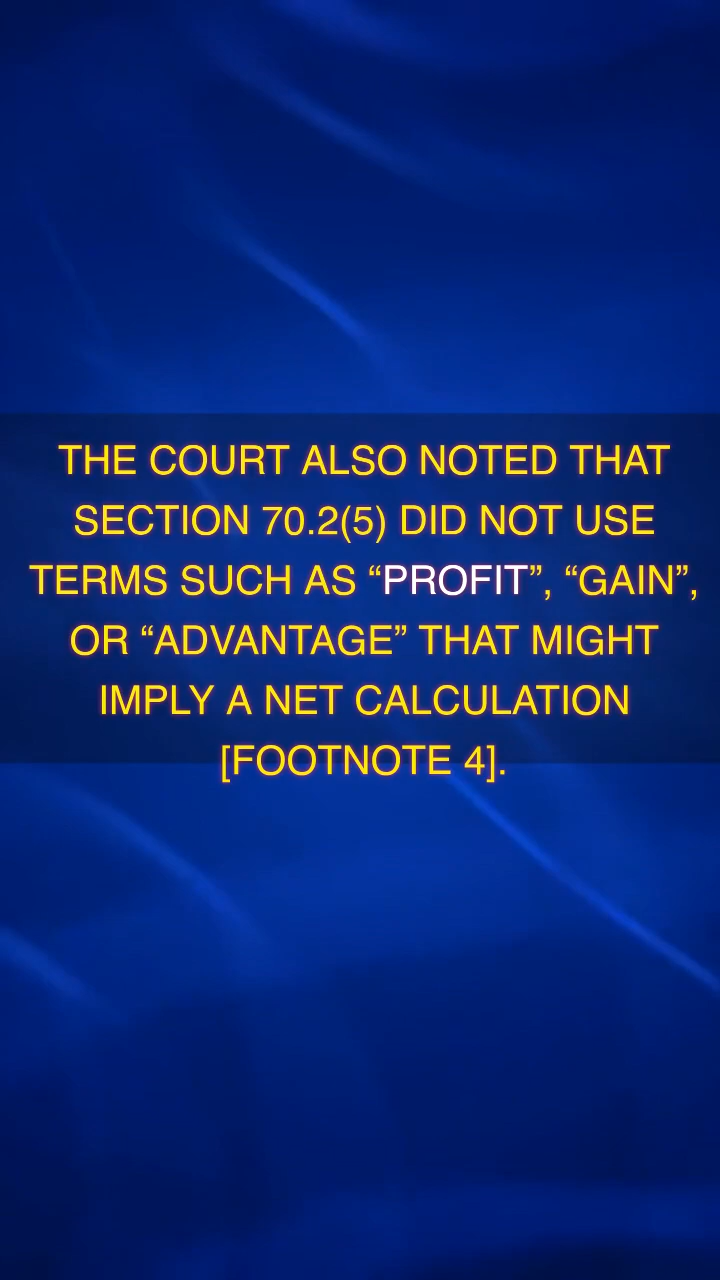 THE COURT ALSO NOTED THAT
SECTION 70.2(5) DID NOT USE
TERMS SUCH AS “PROFIT”, “GAIN”,
OR “ADVANTAGE” THAT MIGHT
IMPLY A NET CALCULATION
[FOOTNOTE 4].